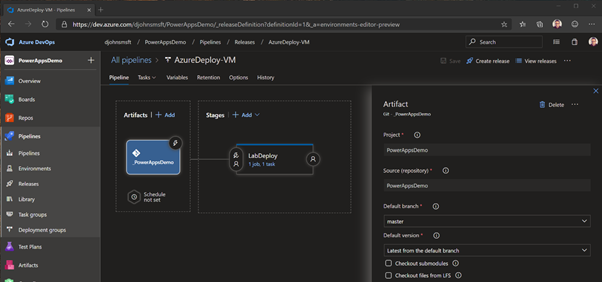 AzureDeploy-VM - Pipelines
https://dev.azure.com/djohnsmsft/PowerAppsDemo/_releaseDefinition?definitionId=1&_a=environments-editor-preview
Azure DevOps
djohnsmsft / PowerAppsDemo / Pipelines / Releases / AzureDeploy-VM
Search
PowerAppsDemo
Overview
Boards
Repos
Pipelines
Pipelines
Environments
Releases
Library
Task groups
Deployment groups
Test Plans
Artifacts
All pipelines > AzureDeploy-VM
Save
Create release
View releases
Pipeline
Tasks
Variables
Retention
Options
History
Artifacts | + Add
Stages | + Add
_PowerAppsDemo
Schedule
not set
LabDeploy
1 job, 1 task
Artifact
Git - _PowerAppsDemo
Delete
Project *
PowerAppsDemo
Source (repository) *
PowerAppsDemo
Default branch *
master
Default version *
Latest from the default branch
Checkout submodules
Checkout files from LFS